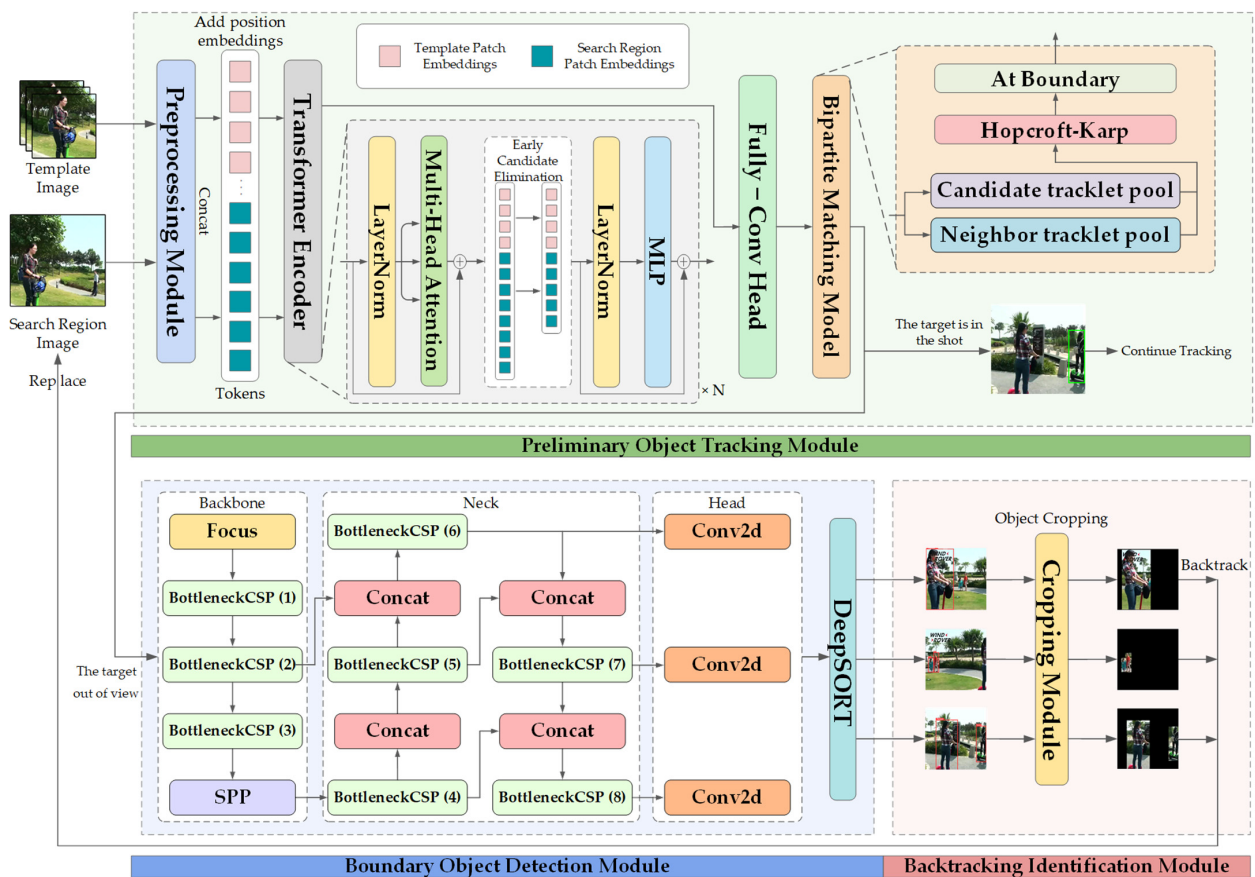 Add position
embeddings
Template Patch
Embeddings
Search Region
Patch Embeddings
Template
Image
Search Region
Image
Replace
Preprocessing Module
Concat
Tokens
Transformer Encoder
LayerNorm
Multi-Head Attention
Early
Candidate
Elimination
LayerNorm
MLP
× N
Fully – Conv Head
Bipartite Matching Model
At Boundary
Hopcroft-Karp
Candidate tracklet pool
Neighbor tracklet pool
The target is in
the shot
Continue Tracking
Preliminary Object Tracking Module
The target
out of view
Backbone
Focus
BottleneckCSP (1)
BottleneckCSP (2)
BottleneckCSP (3)
SPP
Neck
BottleneckCSP (6)
Concat
BottleneckCSP (5)
Concat
BottleneckCSP (4)
Concat
BottleneckCSP (7)
Concat
BottleneckCSP (8)
Head
Conv2d
Conv2d
Conv2d
DeepSORT
Object Cropping
Cropping Module
Backtrack
Boundary Object Detection Module
Backtracking Identification Module